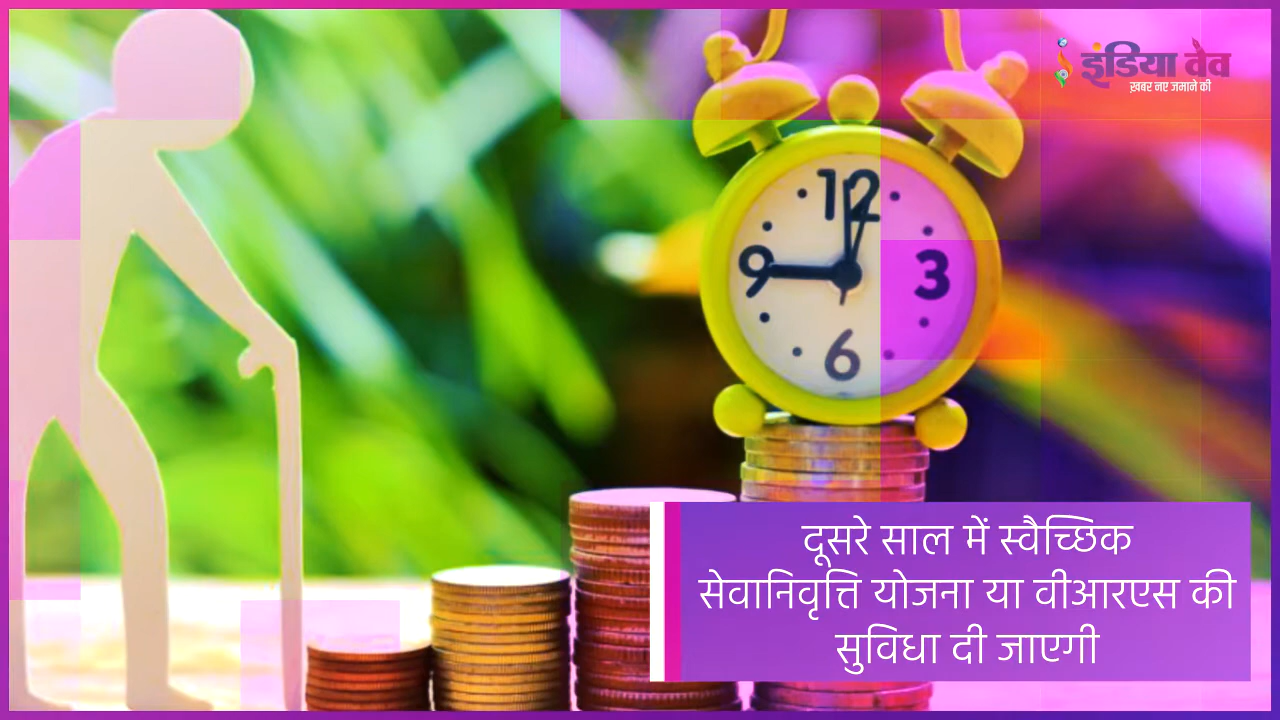 इंडिया वेव
ख़बर नए ज़माने की
12
9
3
6
दूसरे साल में स्वैच्छिक
सेवानिवृत्ति योजना या वीआरएस की
सुविधा दी जाएगी